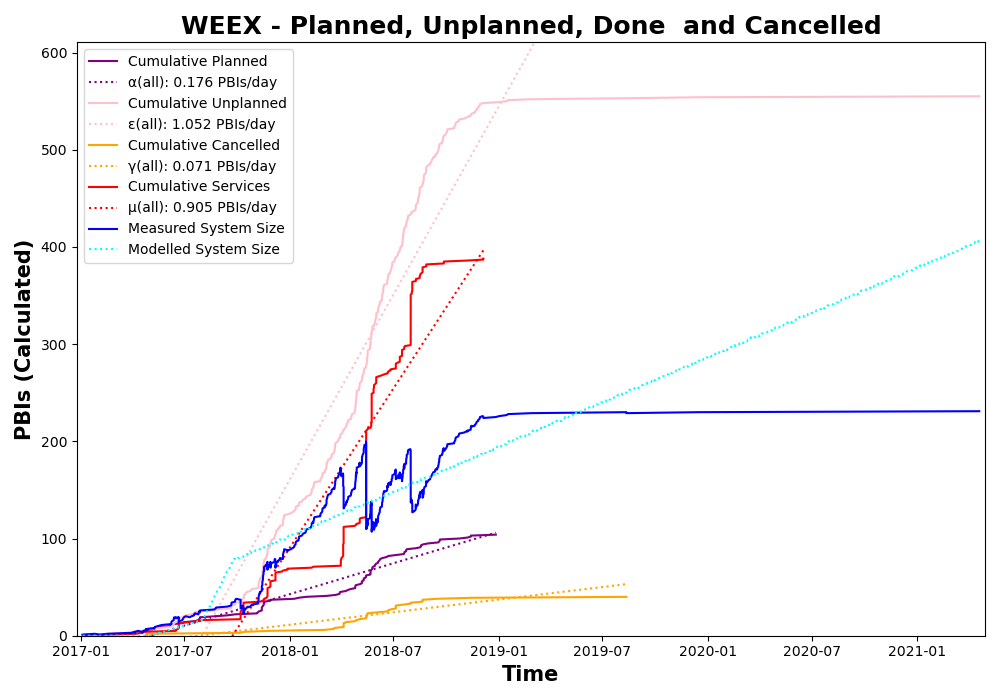 WEEX - Planned, Unplanned, Done  and Cancelled
Cumulative Planned
α(all): 0.176 PBIs/day
Cumulative Unplanned
ε(all): 1.052 PBIs/day
Cumulative Cancelled
γ(all): 0.071 PBIs/day
Cumulative Services
μ(all): 0.905 PBIs/day
Measured System Size
Modelled System Size
PBIs (Calculated)
600
500
400
300
200
100
0
2017-01 2017-07 2018-01 2018-07 2019-01 2019-07 2020-01 2020-07 2021-01
Time